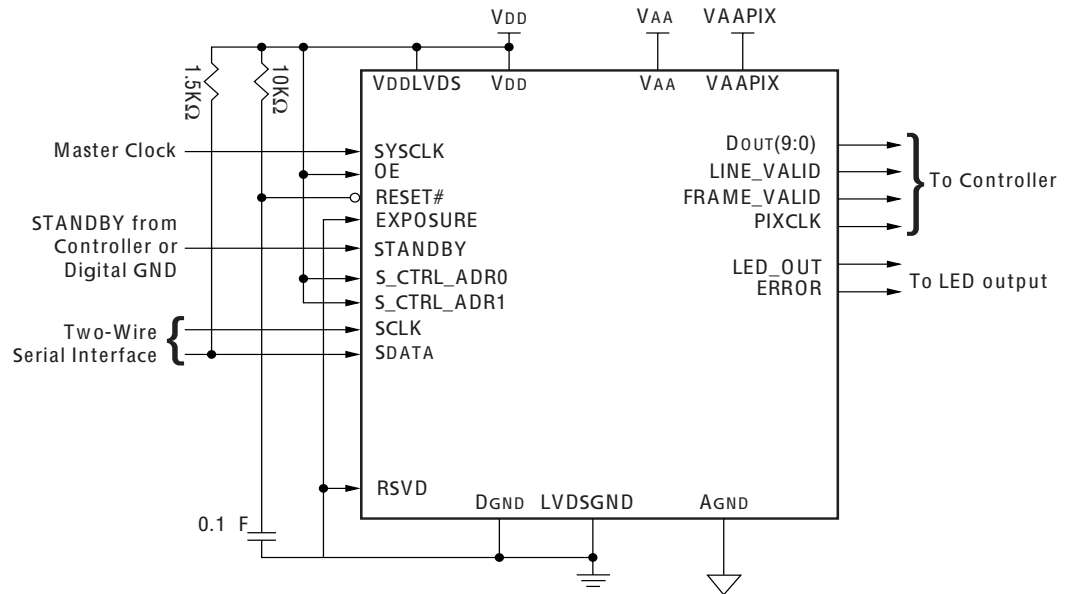 VDD
VAA
VAAPIX
1.5KΩ
10KΩ
VDDLVDS
VDD
VAA
VAAPIX
Master Clock
SYSCLK
OE
RESET#
EXPOSURE
STANDBY from
Controller or
Digital GND
STANDBY
S_CTRL_ADR0
S_CTRL_ADR1
Two-Wire
Serial Interface
SCLK
SDATA
RSVD
DOUT(9:0)
LINE_VALID
FRAME_VALID
PIXCLK
To Controller
LED_OUT
ERROR
To LED output
DGND
LVDSGND
AGND
0.1 F